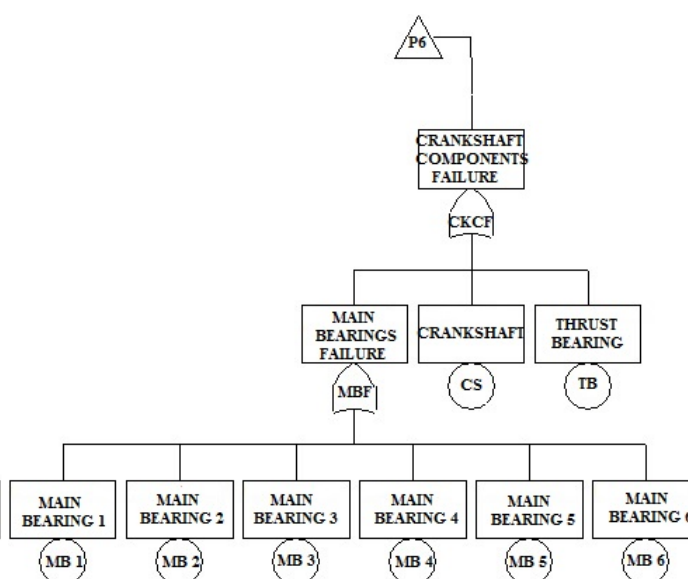 P6
CRANKSHAFT
COMPONENTS
FAILURE
CKCF
MAIN
BEARINGS
FAILURE
CRANKSHAFT
THRUST
BEARING
MBF
CS
TB
MAIN
BEARING 1
MAIN
BEARING 2
MAIN
BEARING 3
MAIN
BEARING 4
MAIN
BEARING 5
MAIN
BEARING 6
MB 1
MB 2
MB 3
MB 4
MB 5
MB 6